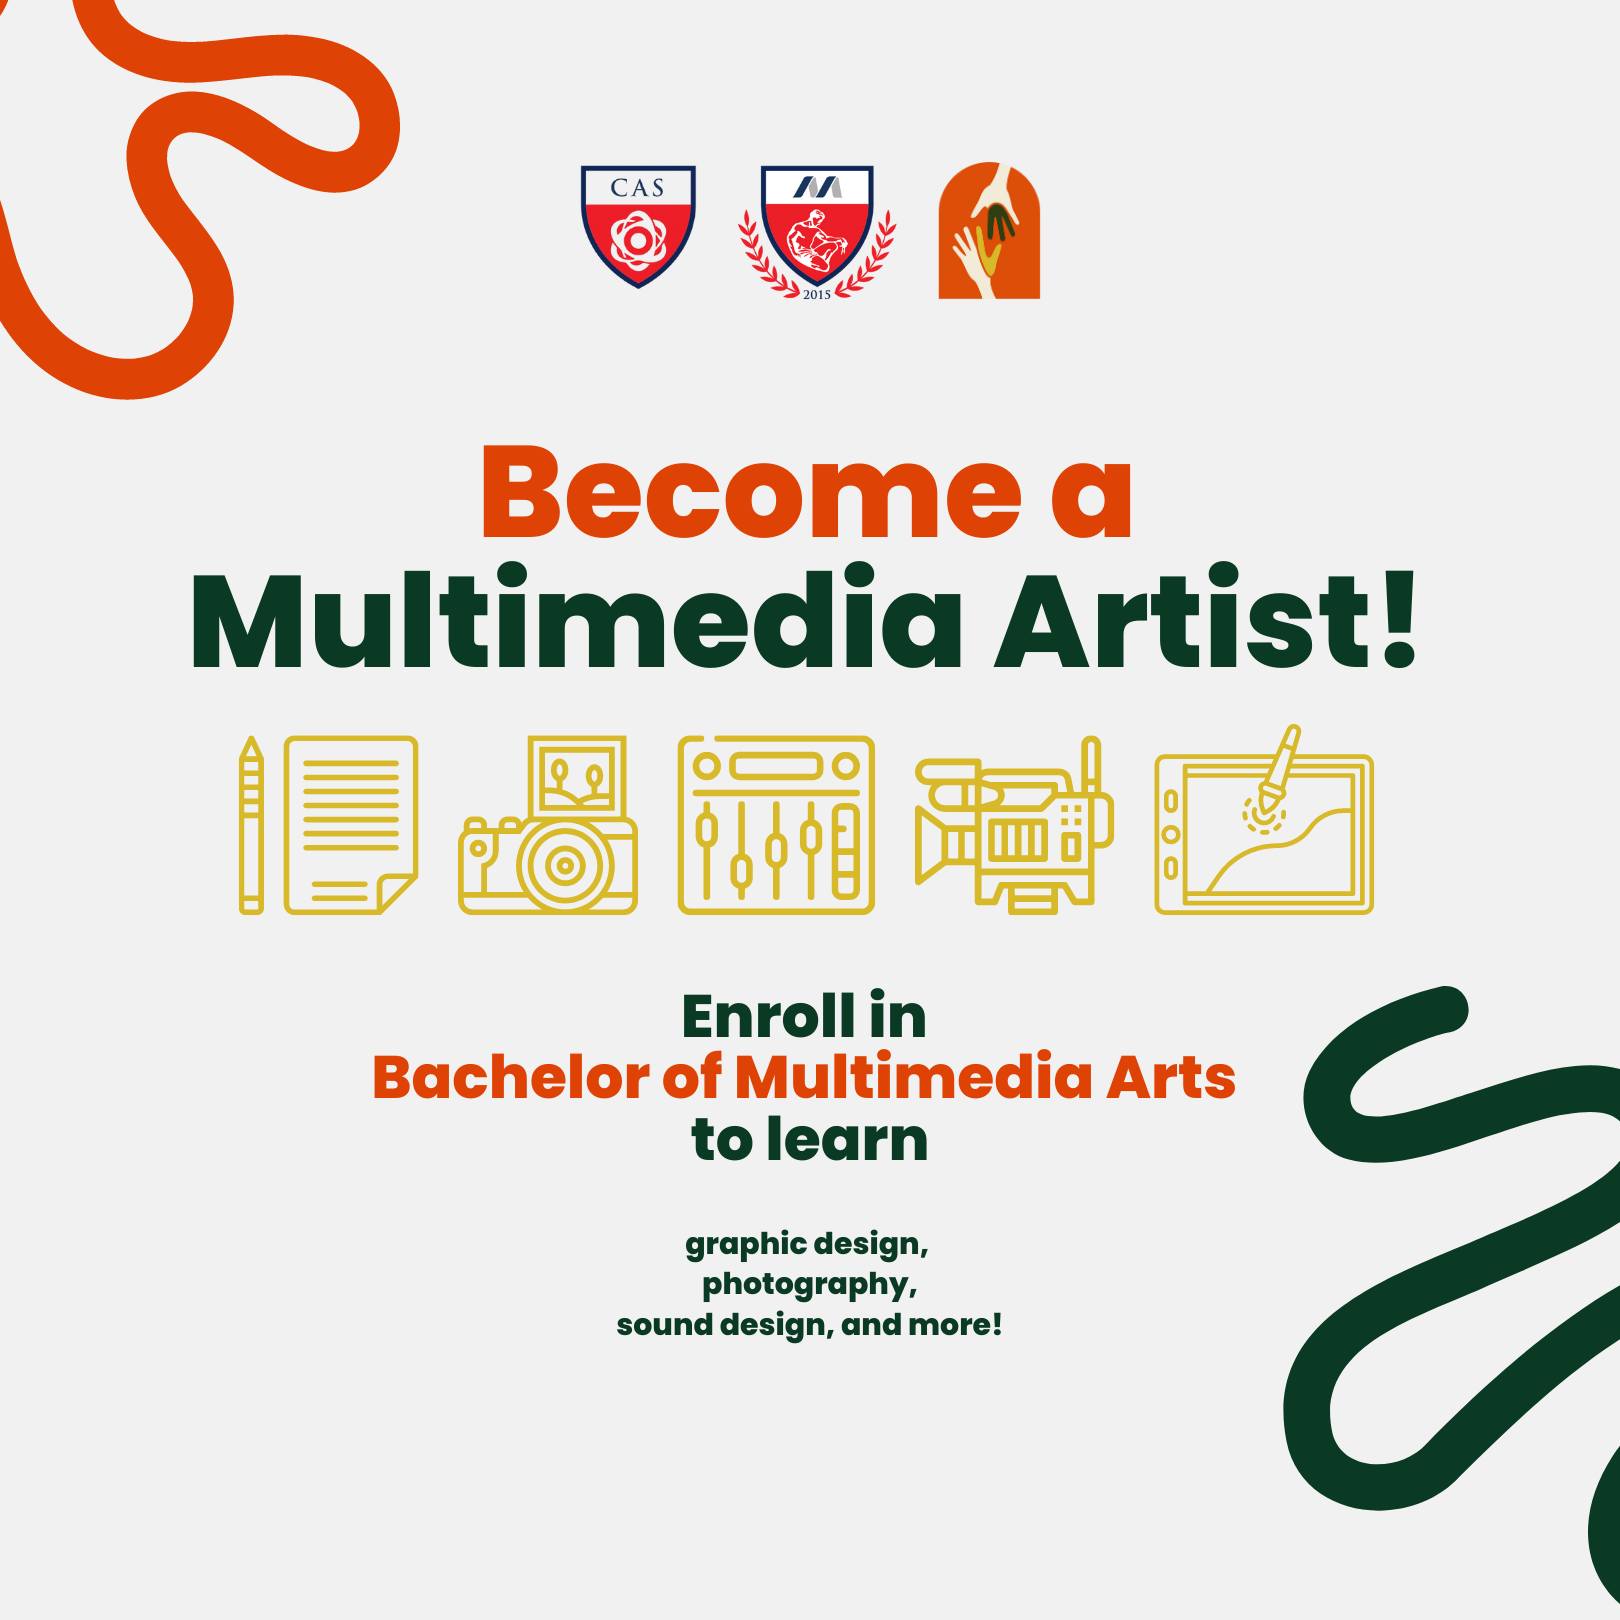 CAS
2015
Become a
Multimedia Artist!
Enroll in
Bachelor of Multimedia Arts
to learn
graphic design,
photography,
sound design, and more!